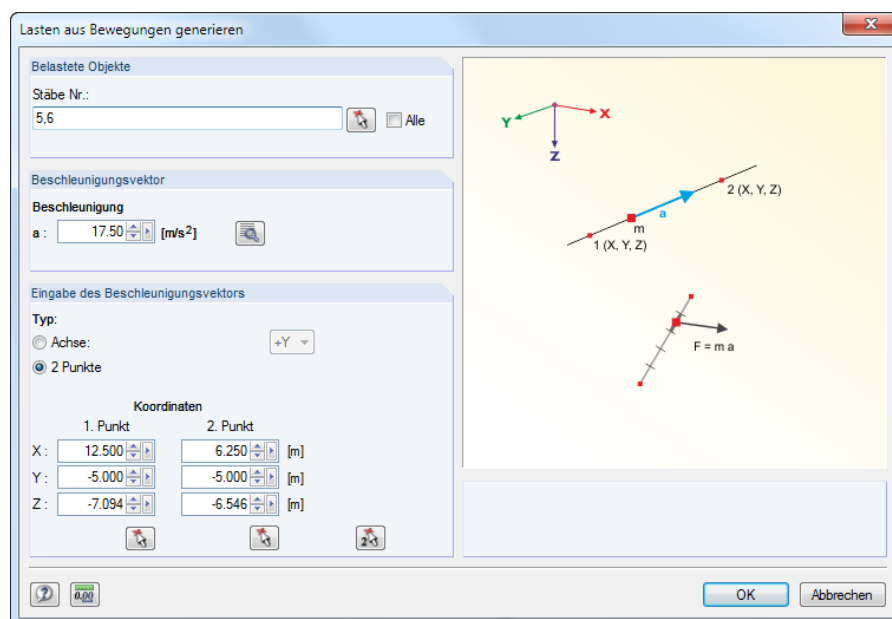 Lasten aus Bewegungen generieren
Belastete Objekte
Stäbe Nr.:
5,6
Alle
Beschleunigungsvektor
Beschleunigung
a : 17.50 [m/s²]
Eingabe des Beschleunigungsvektors
Typ:
Achse: +Y
2 Punkte
Koordinaten
1. Punkt 2. Punkt
X : 12.500 6.250 [m]
Y : -5.000 -5.000 [m]
Z : -7.094 -6.546 [m]
2
X
Y
Z
2 (X, Y, Z)
a
m
1 (X, Y, Z)
F = m a
0.00
OK Abbrechen